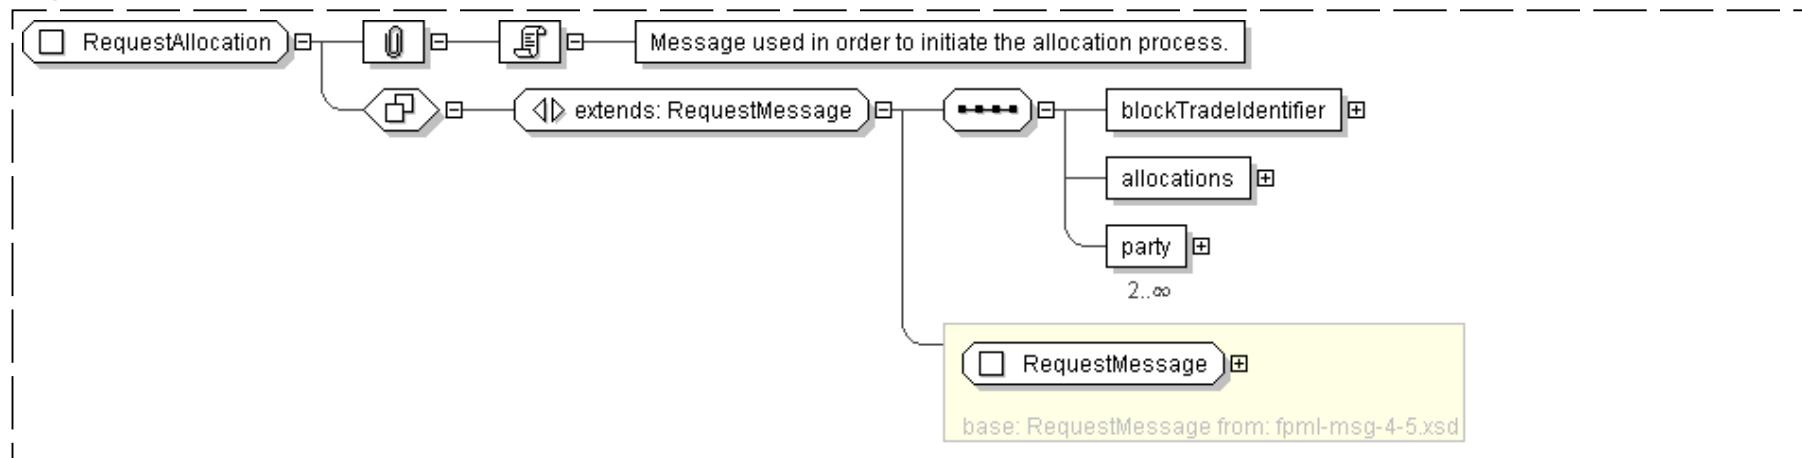 RequestAllocation
Message used in order to initiate the allocation process.
extends: RequestMessage
blockTradeIdentifier
allocations
party
2..∞
RequestMessage
base: RequestMessage from: fpml-msg-4-5.xsd